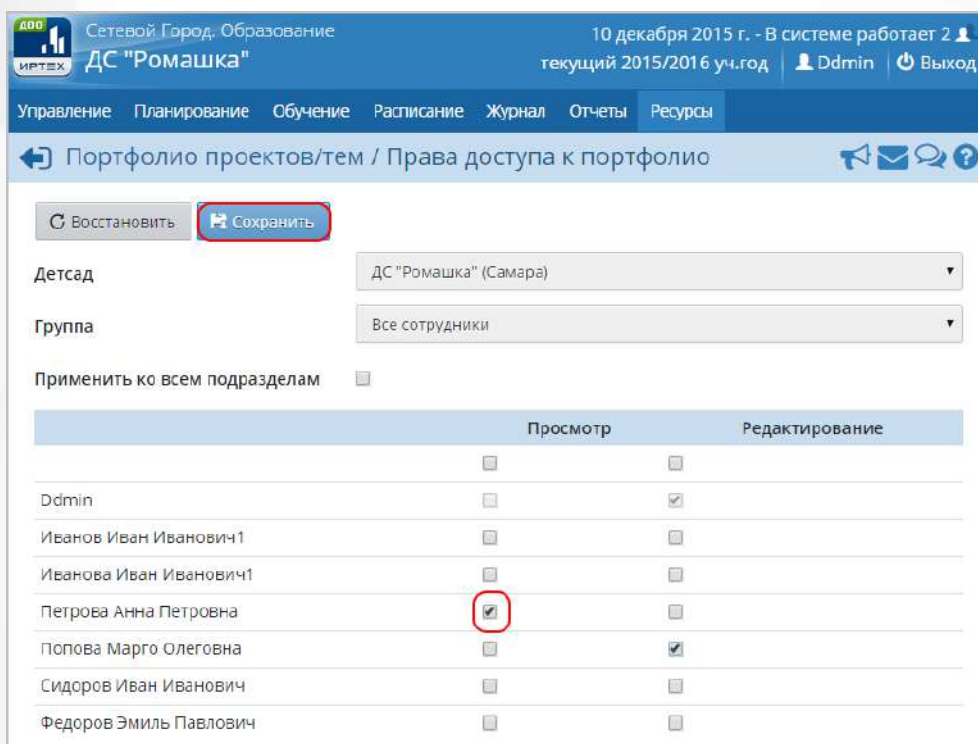 ДОО
ИРТЕХ
Сетевой Город. Образование
ДС "Ромашка"
10 декабря 2015 г. - В системе работает 2
текущий 2015/2016 уч.год Ddmin Выход
Управление Планирование Обучение Расписание Журнал Отчеты Ресурсы
Портфолио проектов/тем / Права доступа к портфолио
Восстановить Сохранить
Детсад ДС "Ромашка" (Самара)
Группа Все сотрудники
Применить ко всем подразделам
Просмотр Редактирование
Ddmin
Иванов Иван Иванович1
Иванова Иван Иванович1
Петрова Анна Петровна
Попова Марго Олеговна
Сидоров Иван Иванович
Федоров Эмиль Павлович